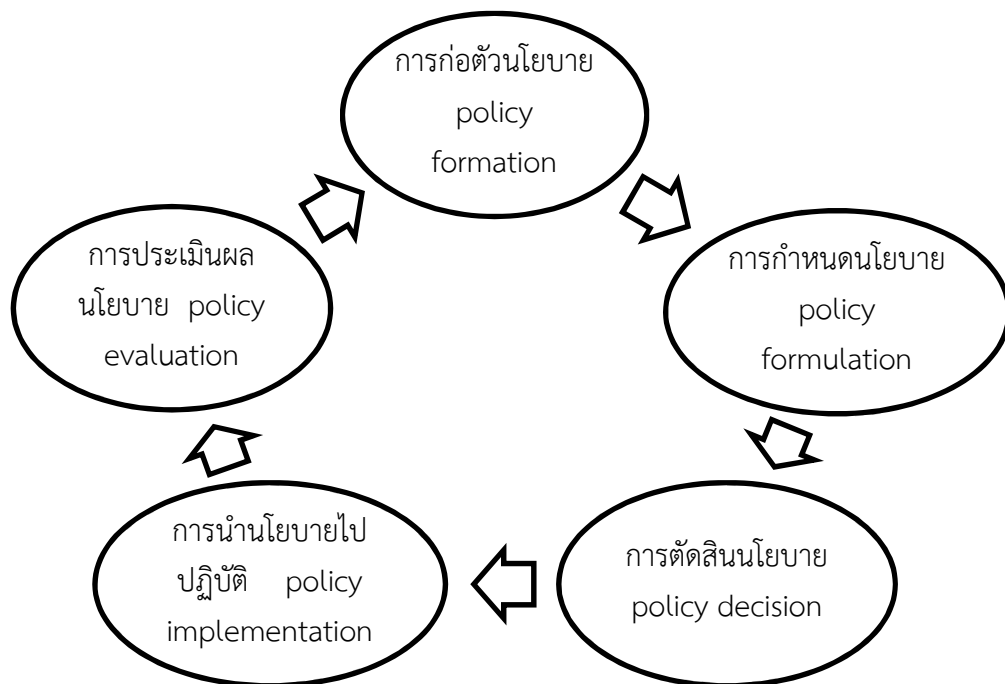 การก่อตัวนโยบาย
policy
formation
การกำหนดนโยบาย
policy
formulation
การตัดสินนโยบาย
policy decision
การนำนโยบายไป
ปฏิบัติ policy
implementation
การประเมินผล
นโยบาย policy
evaluation